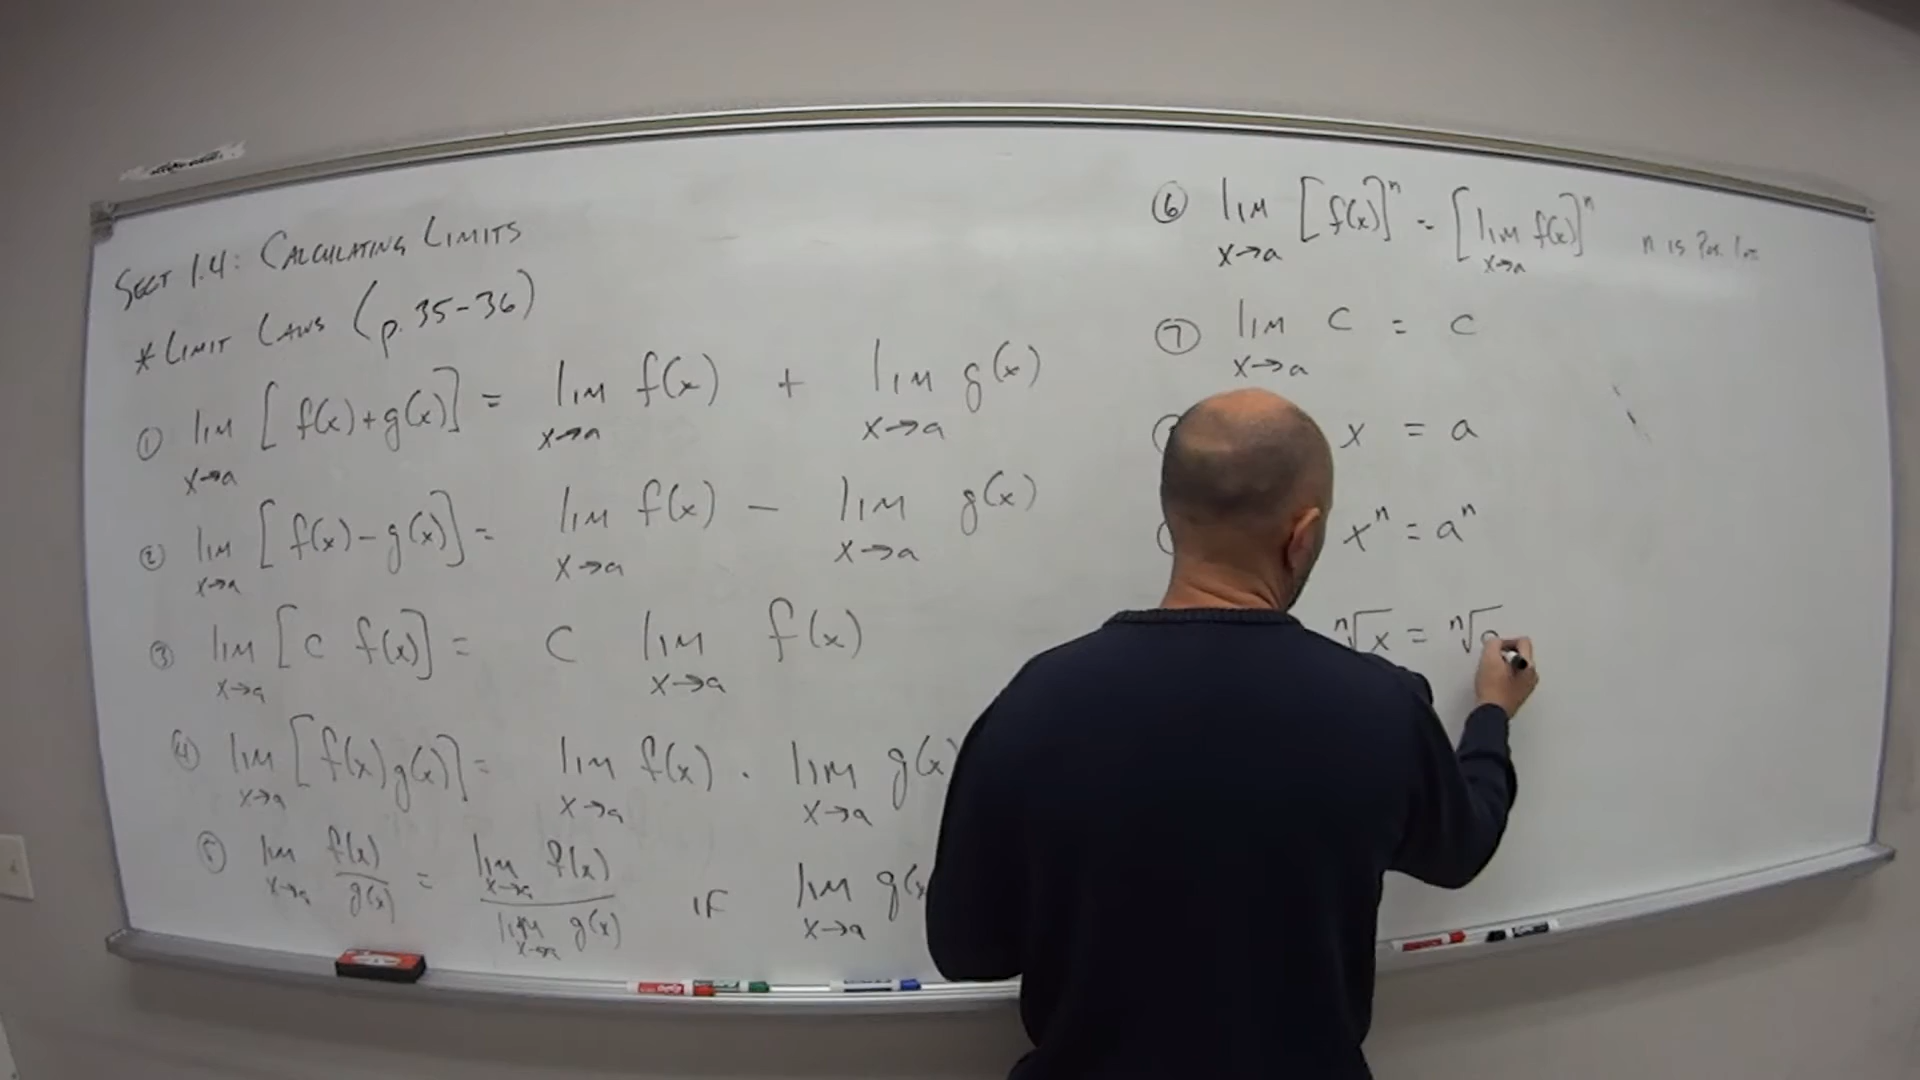 SECT 1.4: CALCULATING LIMITS
* LIMIT LAWS (p. 35-36)
① lim x→a [f(x)+g(x)] = lim x→a f(x) + lim x→a g(x)
② lim x→a [f(x)-g(x)] = lim x→a f(x) - lim x→a g(x)
③ lim x→a [c f(x)] = c lim x→a f(x)
④ lim x→a [f(x)g(x)] = lim x→a f(x) · lim x→a g(x)
⑤ lim x→a f(x)/g(x) = lim x→a f(x) / lim x→a g(x) IF lim x→a g(x
⑥ lim x→a [f(x)]ⁿ = [lim x→a f(x)]ⁿ n is Pos
⑦ lim x→a c = c
x = a
xⁿ = aⁿ
ⁿ√x = ⁿ√a
Expo